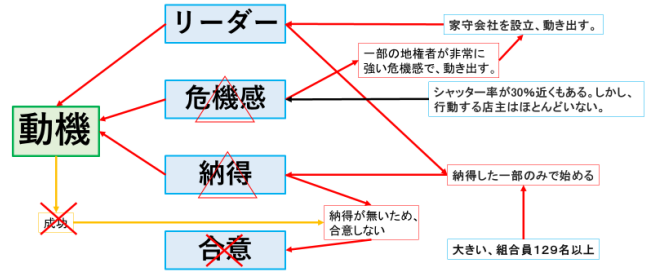 リーダー
家守会社を設立、動き出す。
一部の地権者が非常に
強い危機感で、動き出す。
危機感
シャッター率が30%近くもある。しかし、
行動する店主はほとんどいない。
動機
納得
納得した一部のみで始める
成功
納得が無いため、
合意しない
合意
大きい、組合員129名以上